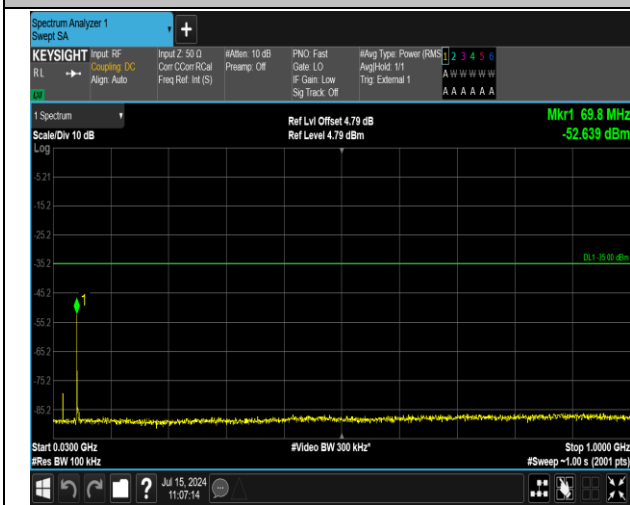 Spectrum Analyzer 1
Swept SA
+
KEYSIGHT
RL
Input: RF
Coupling: DC
Align: Auto
Input Z: 50 Ω
Corr CCorr RCal
Freq Ref: Int (S)
#Atten: 10 dB
Preamp: Off
PNO: Fast
Gate: LO
IF Gain: Low
Sig Track: Off
#Avg Type: Power (RMS
Avg|Hold: 1/1
Trig: External 1
1 2 3 4 5 6
A W W W W W
A A A A A A
1 Spectrum
Scale/Div 10 dB
Log
Ref Lvl Offset 4.79 dB
Ref Level 4.79 dBm
Mkr1 69.8 MHz
-52.639 dBm
-5.21
-15.2
-25.2
-35.2
DL1 -35.00 dBm
-45.2
1
-55.2
-65.2
-75.2
-85.2
Start 0.0300 GHz
#Res BW 100 kHz
#Video BW 300 kHz*
Stop 1.0000 GHz
#Sweep ~1.00 s (2001 pts)
?
Jul 15, 2024
11:07:14